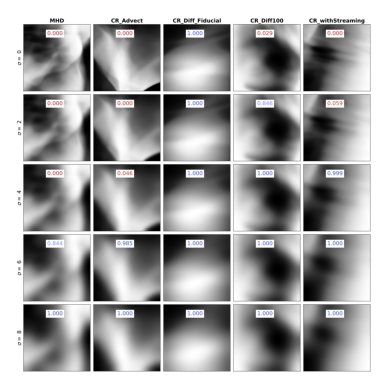 MHD CR_Advect CR_Diff_Fiducial CR_Diff100 CR_withStreaming
σ = 0 0.000 0.000 1.000 0.029 0.000
σ = 2 0.000 0.000 1.000 0.846 0.059
σ = 4 0.000 0.046 1.000 1.000 0.999
σ = 6 0.844 0.985 1.000 1.000 1.000
σ = 8 1.000 1.000 1.000 1.000 1.000